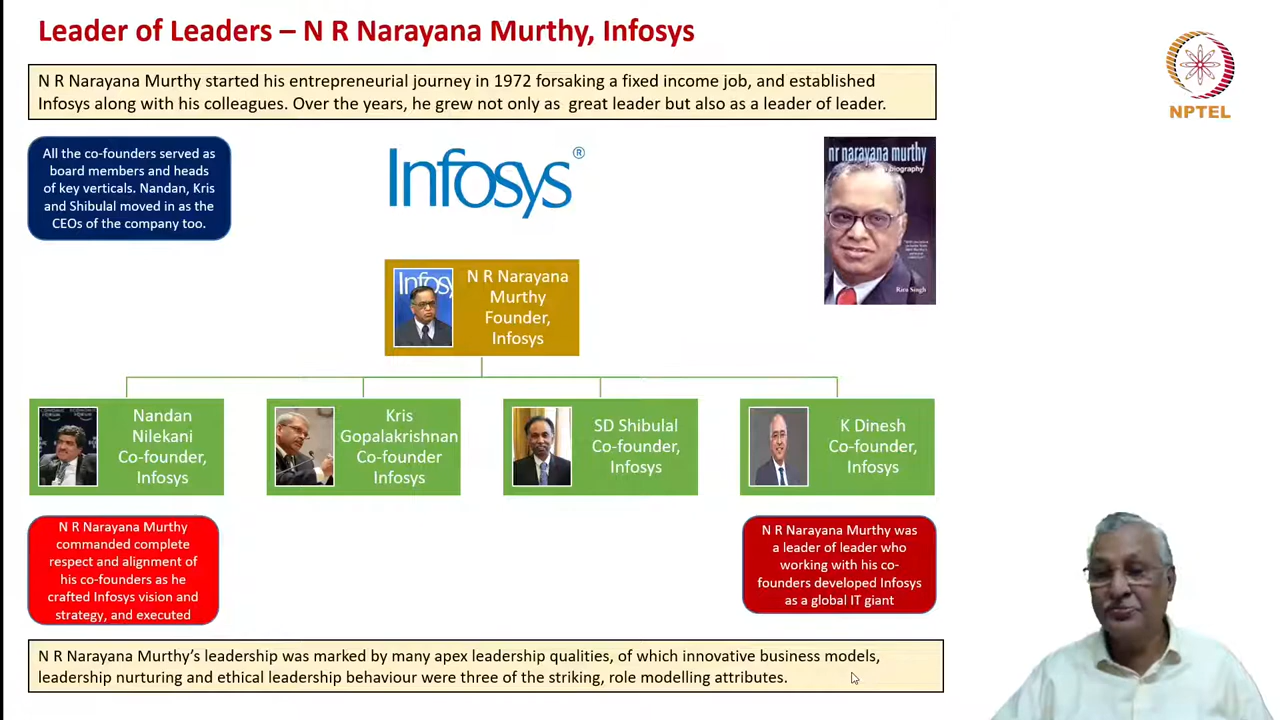 Leader of Leaders – N R Narayana Murthy, Infosys
NPTEL
N R Narayana Murthy started his entrepreneurial journey in 1972 forsaking a fixed income job, and established
Infosys along with his colleagues. Over the years, he grew not only as great leader but also as a leader of leader.
All the co-founders served as
board members and heads
of key verticals. Nandan, Kris
and Shibulal moved in as the
CEOs of the company too.
Infosys®
nr narayana murthy
a biography
Ritu Singh
Infosy
N R Narayana
Murthy
Founder,
Infosys
Nandan
Nilekani
Co-founder,
Infosys
Kris
Gopalakrishnan
Co-founder
Infosys
SD Shibulal
Co-founder,
Infosys
K Dinesh
Co-founder,
Infosys
N R Narayana Murthy
commanded complete
respect and alignment of
his co-founders as he
crafted Infosys vision and
strategy, and executed
N R Narayana Murthy was
a leader of leader who
working with his co-
founders developed Infosys
as a global IT giant
N R Narayana Murthy’s leadership was marked by many apex leadership qualities, of which innovative business models,
leadership nurturing and ethical leadership behaviour were three of the striking, role modelling attributes.